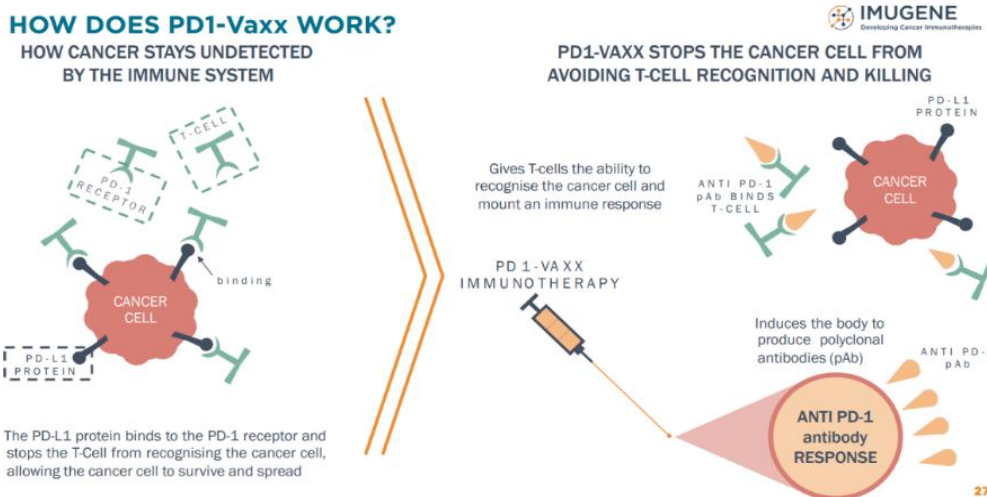 HOW DOES PD1-Vaxx WORK?
HOW CANCER STAYS UNDETECTED
BY THE IMMUNE SYSTEM
T-CELL
PD-1
RECEPTOR
binding
CANCER
CELL
PD-L1
PROTEIN
The PD-L1 protein binds to the PD-1 receptor and
stops the T-Cell from recognising the cancer cell,
allowing the cancer cell to survive and spread
IMUGENE
Developing Cancer Immunotherapies
PD1-VAXX STOPS THE CANCER CELL FROM
AVOIDING T-CELL RECOGNITION AND KILLING
PD-L1
PROTEIN
Gives T-cells the ability to
recognise the cancer cell and
mount an immune response
ANTI PD-1
pAb BINDS
T-CELL
CANCER
CELL
PD1-VAXX
IMMUNOTHERAPY
Induces the body to
produce polyclonal
antibodies (pAb)
ANTI PD-
pAb
ANTI PD-1
antibody
RESPONSE
27